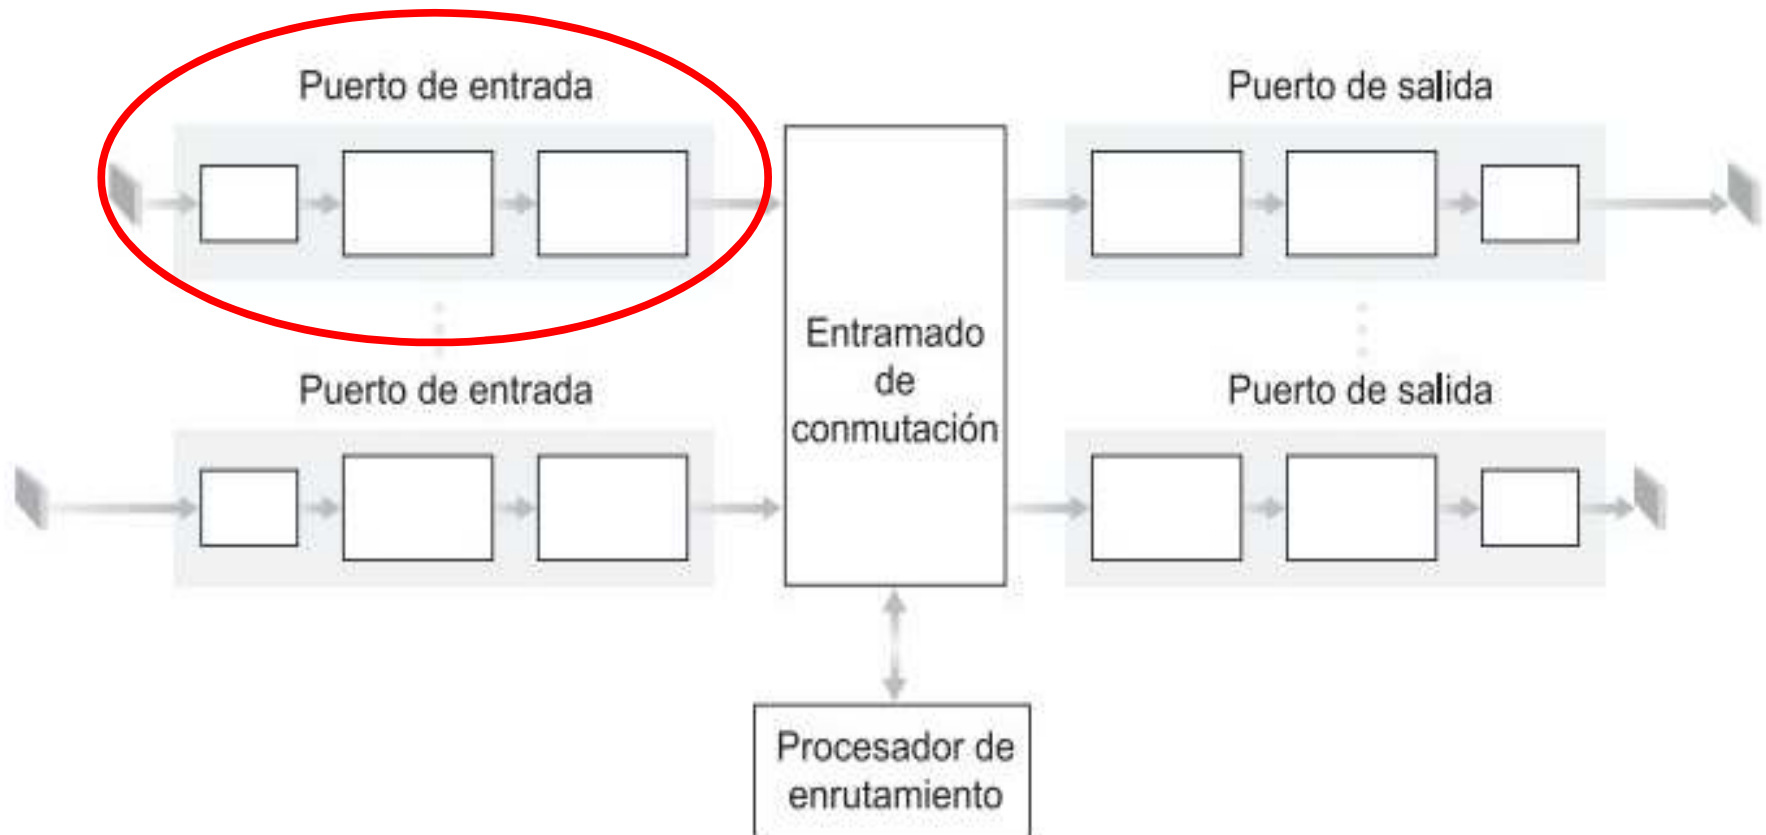 Puerto de entrada
Puerto de salida
Entramado
de
conmutación
Puerto de entrada
Puerto de salida
Procesador de
enrutamiento